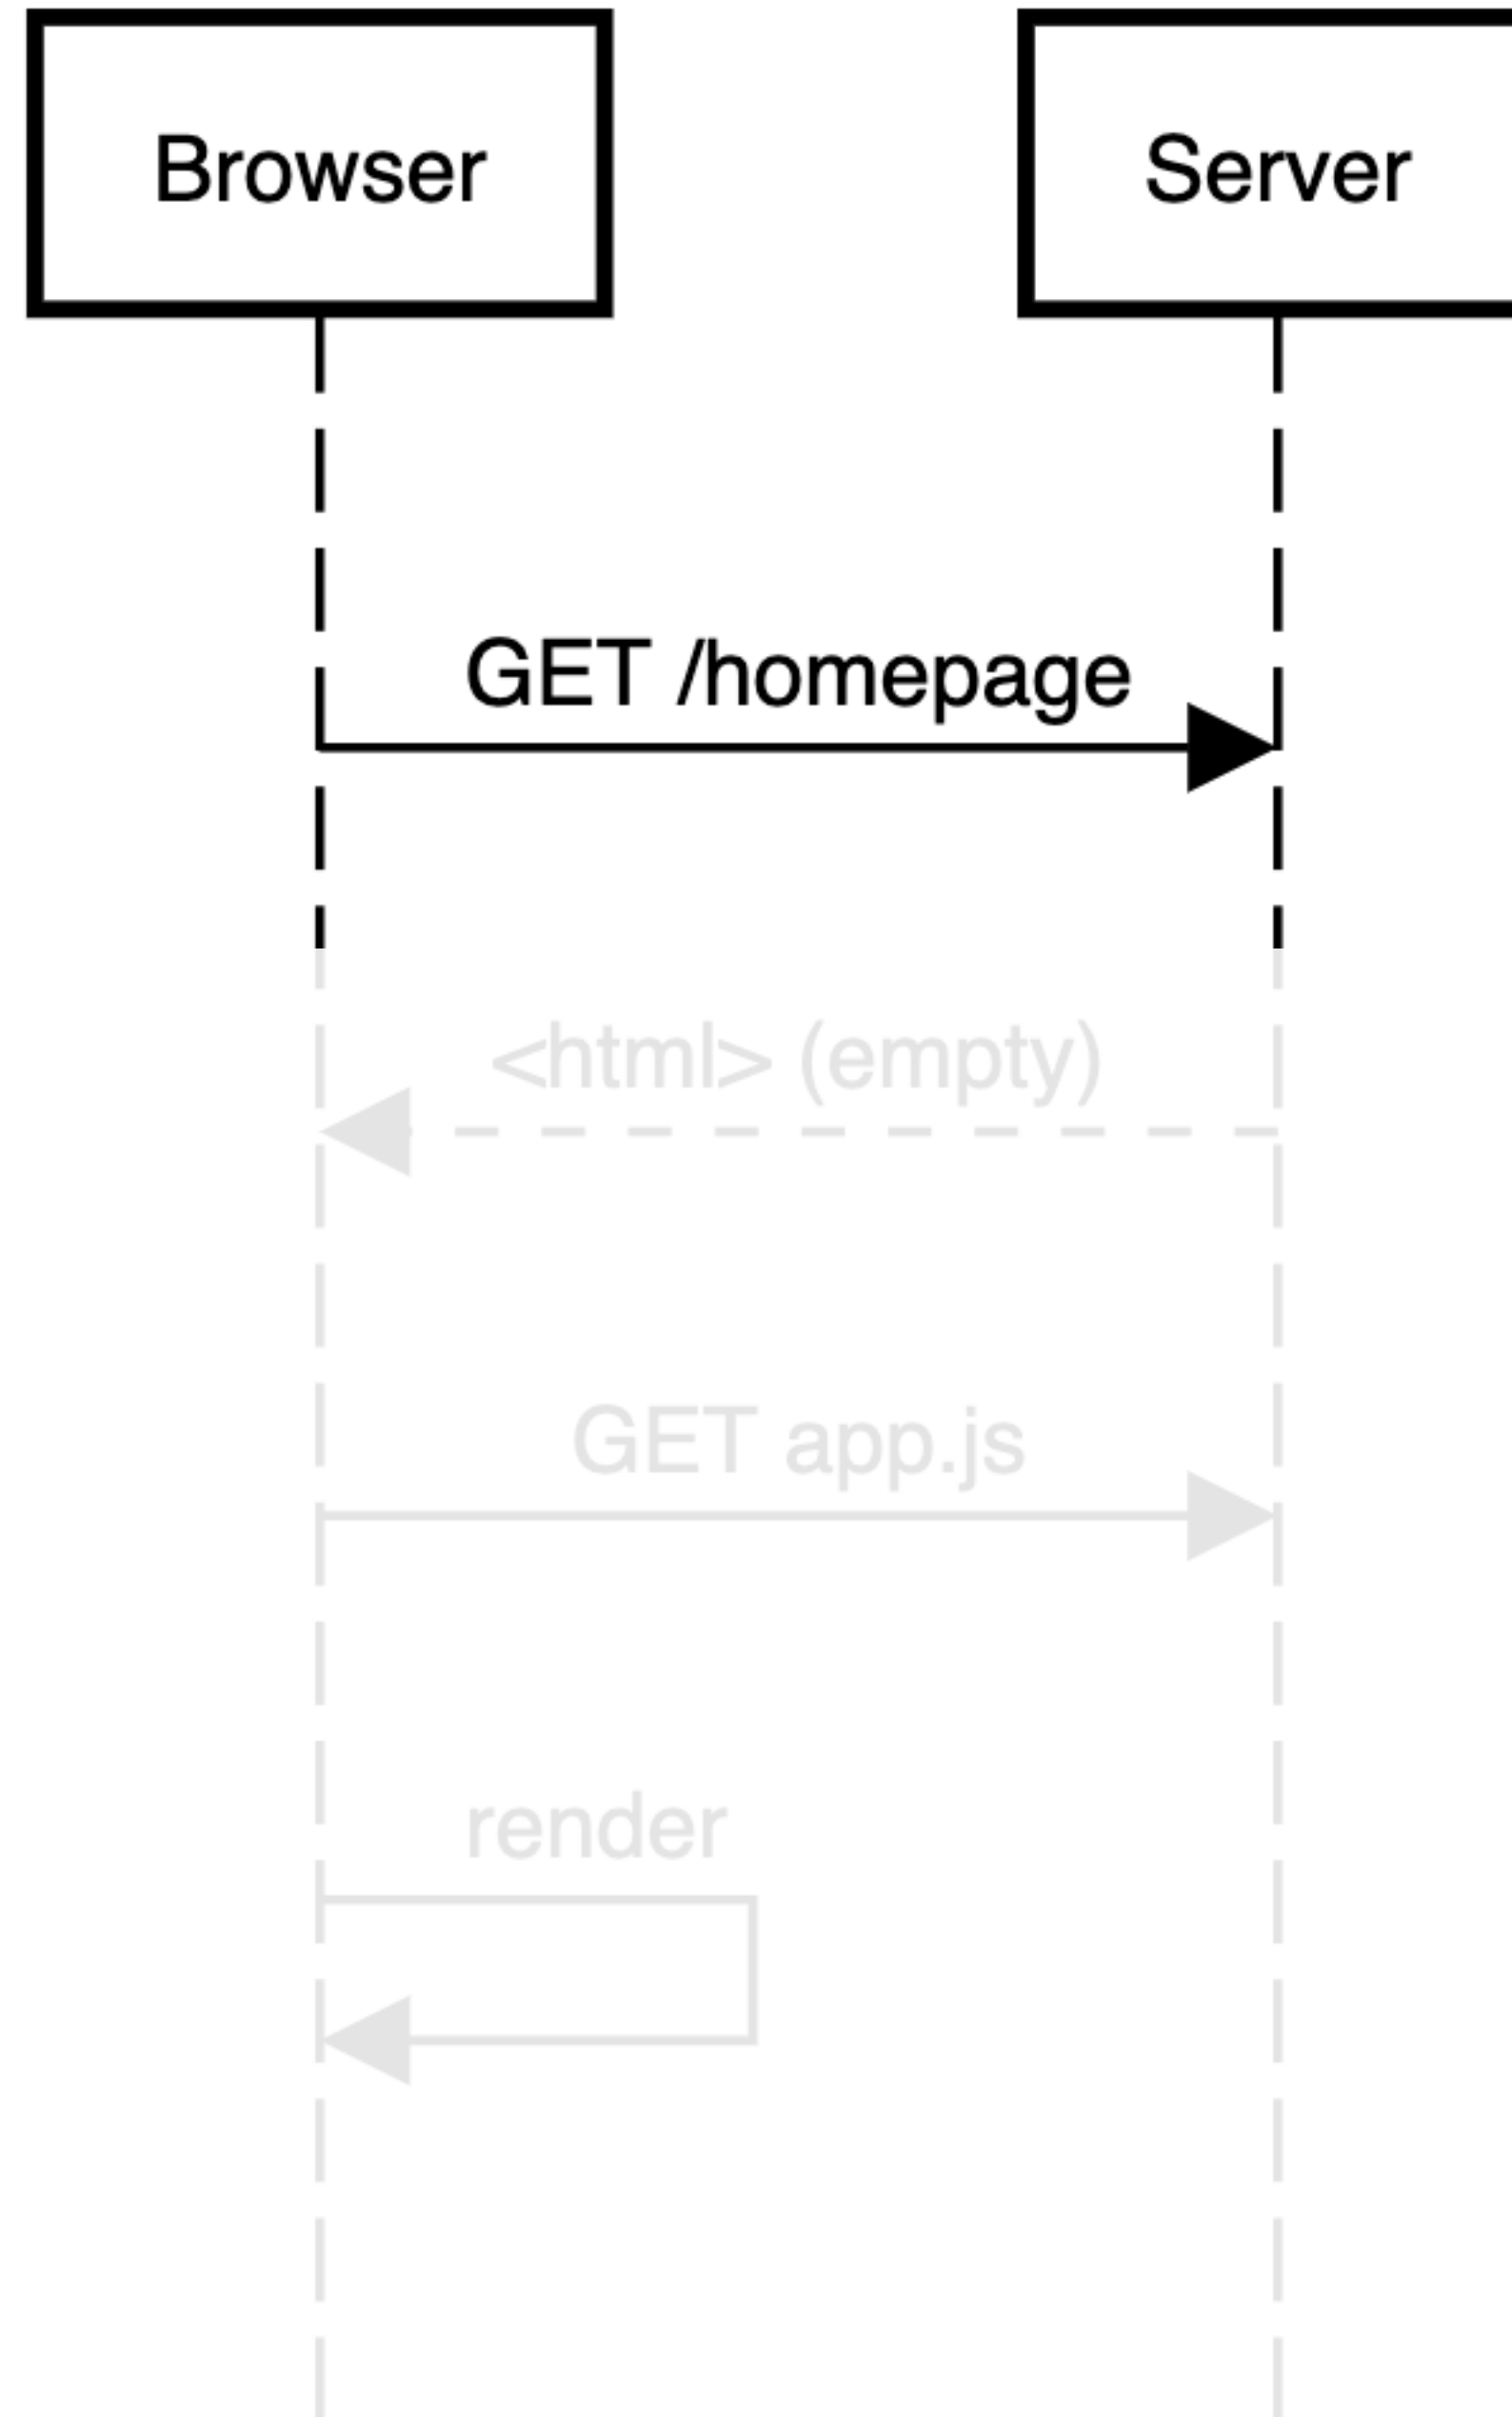 Browser
Server
GET /homepage
<html> (empty)
GET app.js
render